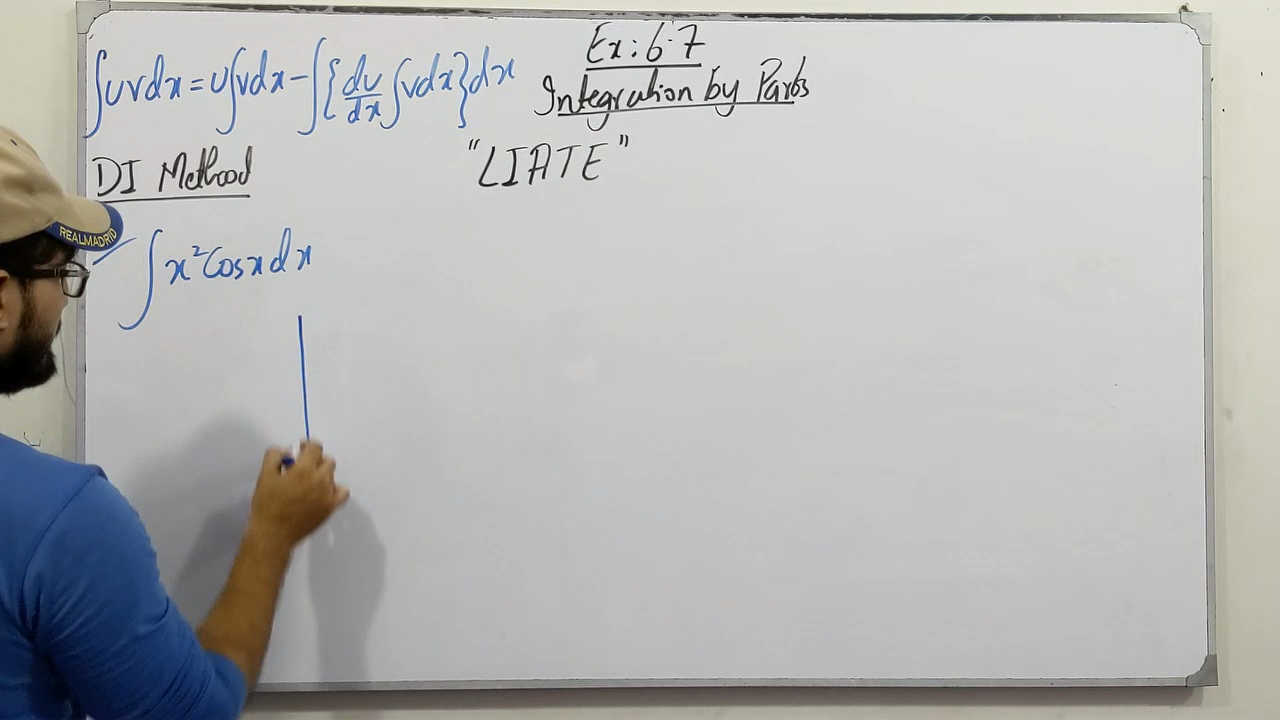 ∫uvdx = u∫vdx - ∫{du/dx ∫vdx}dx
Ex: 6.7
Integration by Parts
DI Method
"LIATE"
∫x²Cosx dx
REALMADRID